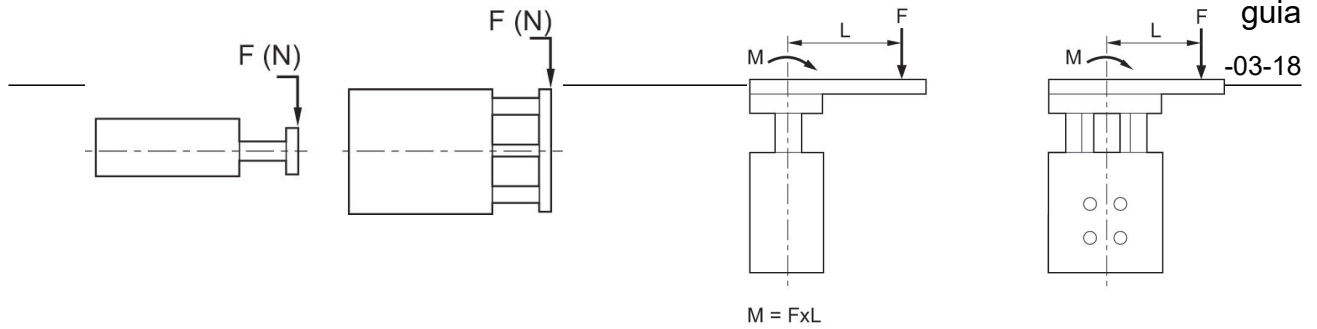 guia
-03-18
F (N)
F (N)
M
L
F
M
L
F
M = FxL